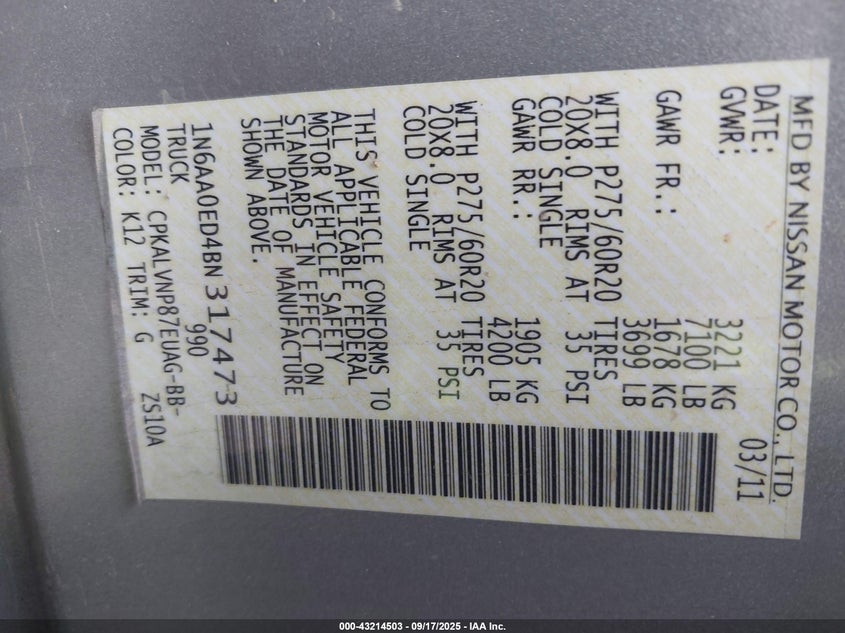 MFD BY NISSAN MOTOR CO., LTD.
DATE: 03/11
GVWR: 3221 KG
7100 LB
GAWR FR.: 1678 KG
3699 LB
WITH P275/60R20 TIRES
20X8.0 RIMS AT 35 PSI
COLD SINGLE
GAWR RR.: 1905 KG
4200 LB
WITH P275/60R20 TIRES
20X8.0 RIMS AT 35 PSI
COLD SINGLE
THIS VEHICLE CONFORMS TO
ALL APPLICABLE FEDERAL
MOTOR VEHICLE SAFETY
STANDARDS IN EFFECT ON
THE DATE OF MANUFACTURE
SHOWN ABOVE.
1N6AA0ED4BN317473
TRUCK 990
MODEL: CPKALVNP87EUAG-BB-
COLOR: K12 TRIM: G ZS10A
000-43214503 - 09/17/2025 - IAA Inc.